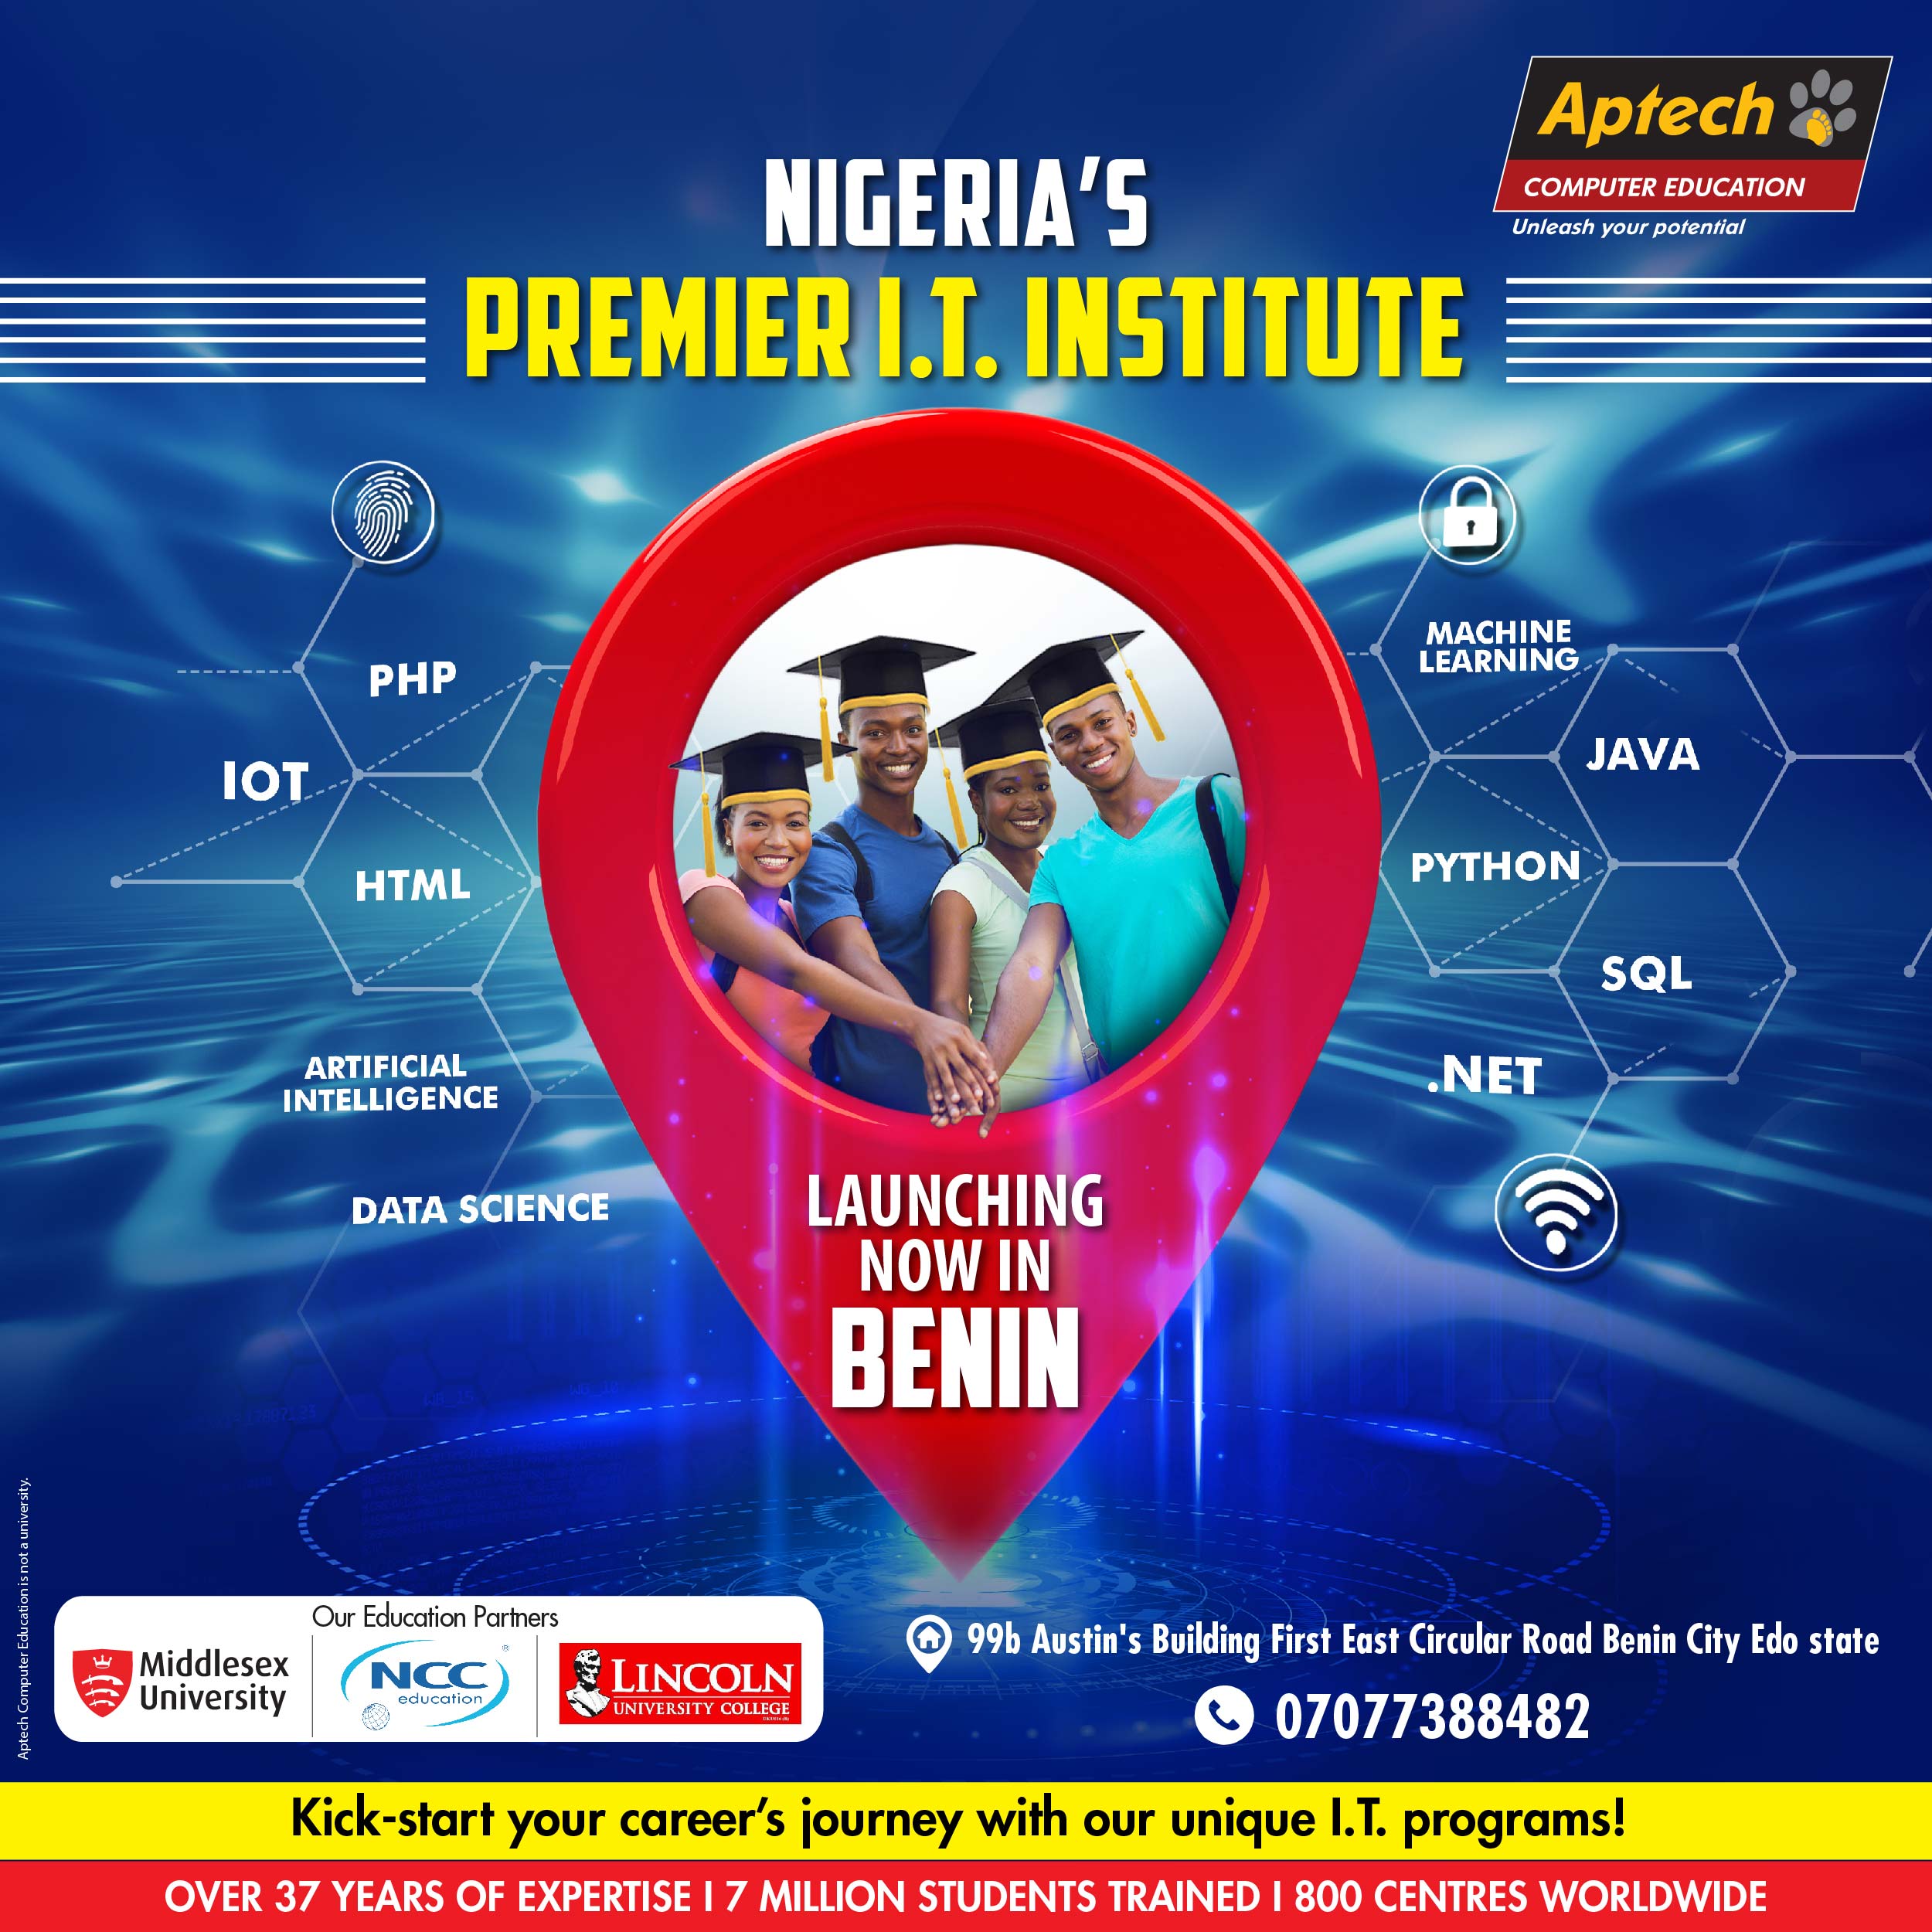 Aptech
COMPUTER EDUCATION
Unleash your potential
NIGERIA'S
PREMIER I.T. INSTITUTE
PHP
IOT
HTML
ARTIFICIAL
INTELLIGENCE
DATA SCIENCE
MACHINE
LEARNING
JAVA
PYTHON
SQL
.NET
LAUNCHING
NOW IN
BENIN
Aptech Computer Education is not a university.
Our Education Partners
Middlesex
University
NCC
education
LINCOLN
UNIVERSITY COLLEGE
99b Austin's Building First East Circular Road Benin City Edo state
07077388482
Kick-start your career's journey with our unique I.T. programs!
OVER 37 YEARS OF EXPERTISE I 7 MILLION STUDENTS TRAINED I 800 CENTRES WORLDWIDE